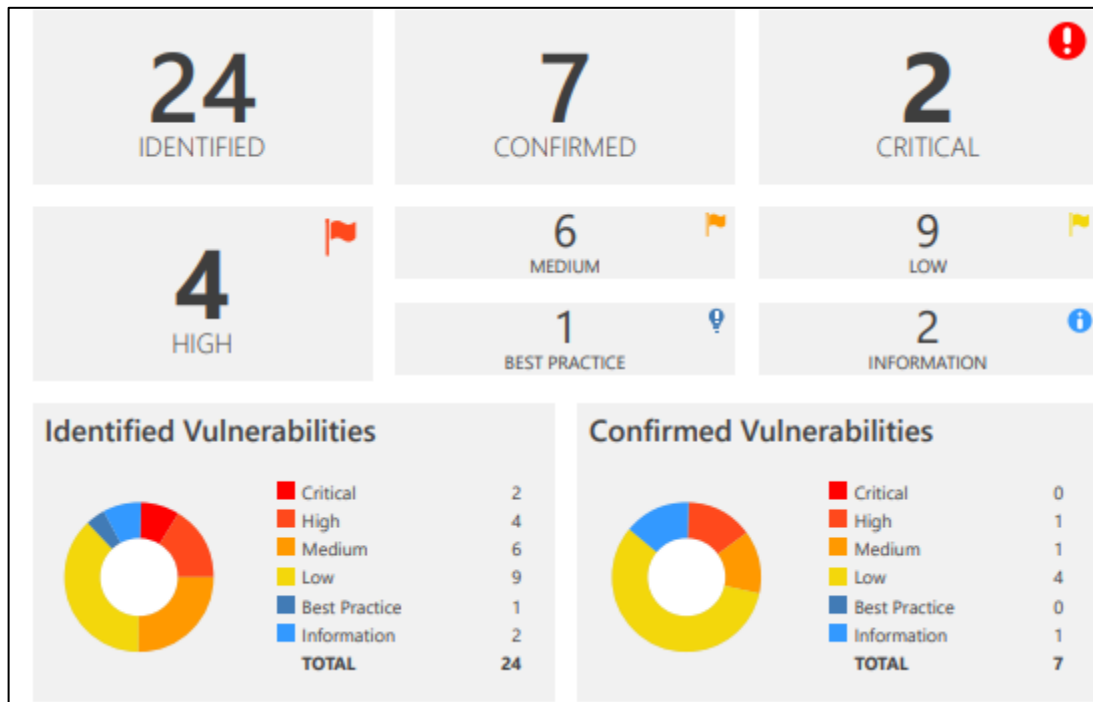 24
IDENTIFIED
7
CONFIRMED
2
CRITICAL
4
HIGH
6
MEDIUM
9
LOW
1
BEST PRACTICE
2
INFORMATION
Identified Vulnerabilities
Critical 2
High 4
Medium 6
Low 9
Best Practice 1
Information 2
TOTAL 24
Confirmed Vulnerabilities
Critical 0
High 1
Medium 1
Low 4
Best Practice 0
Information 1
TOTAL 7